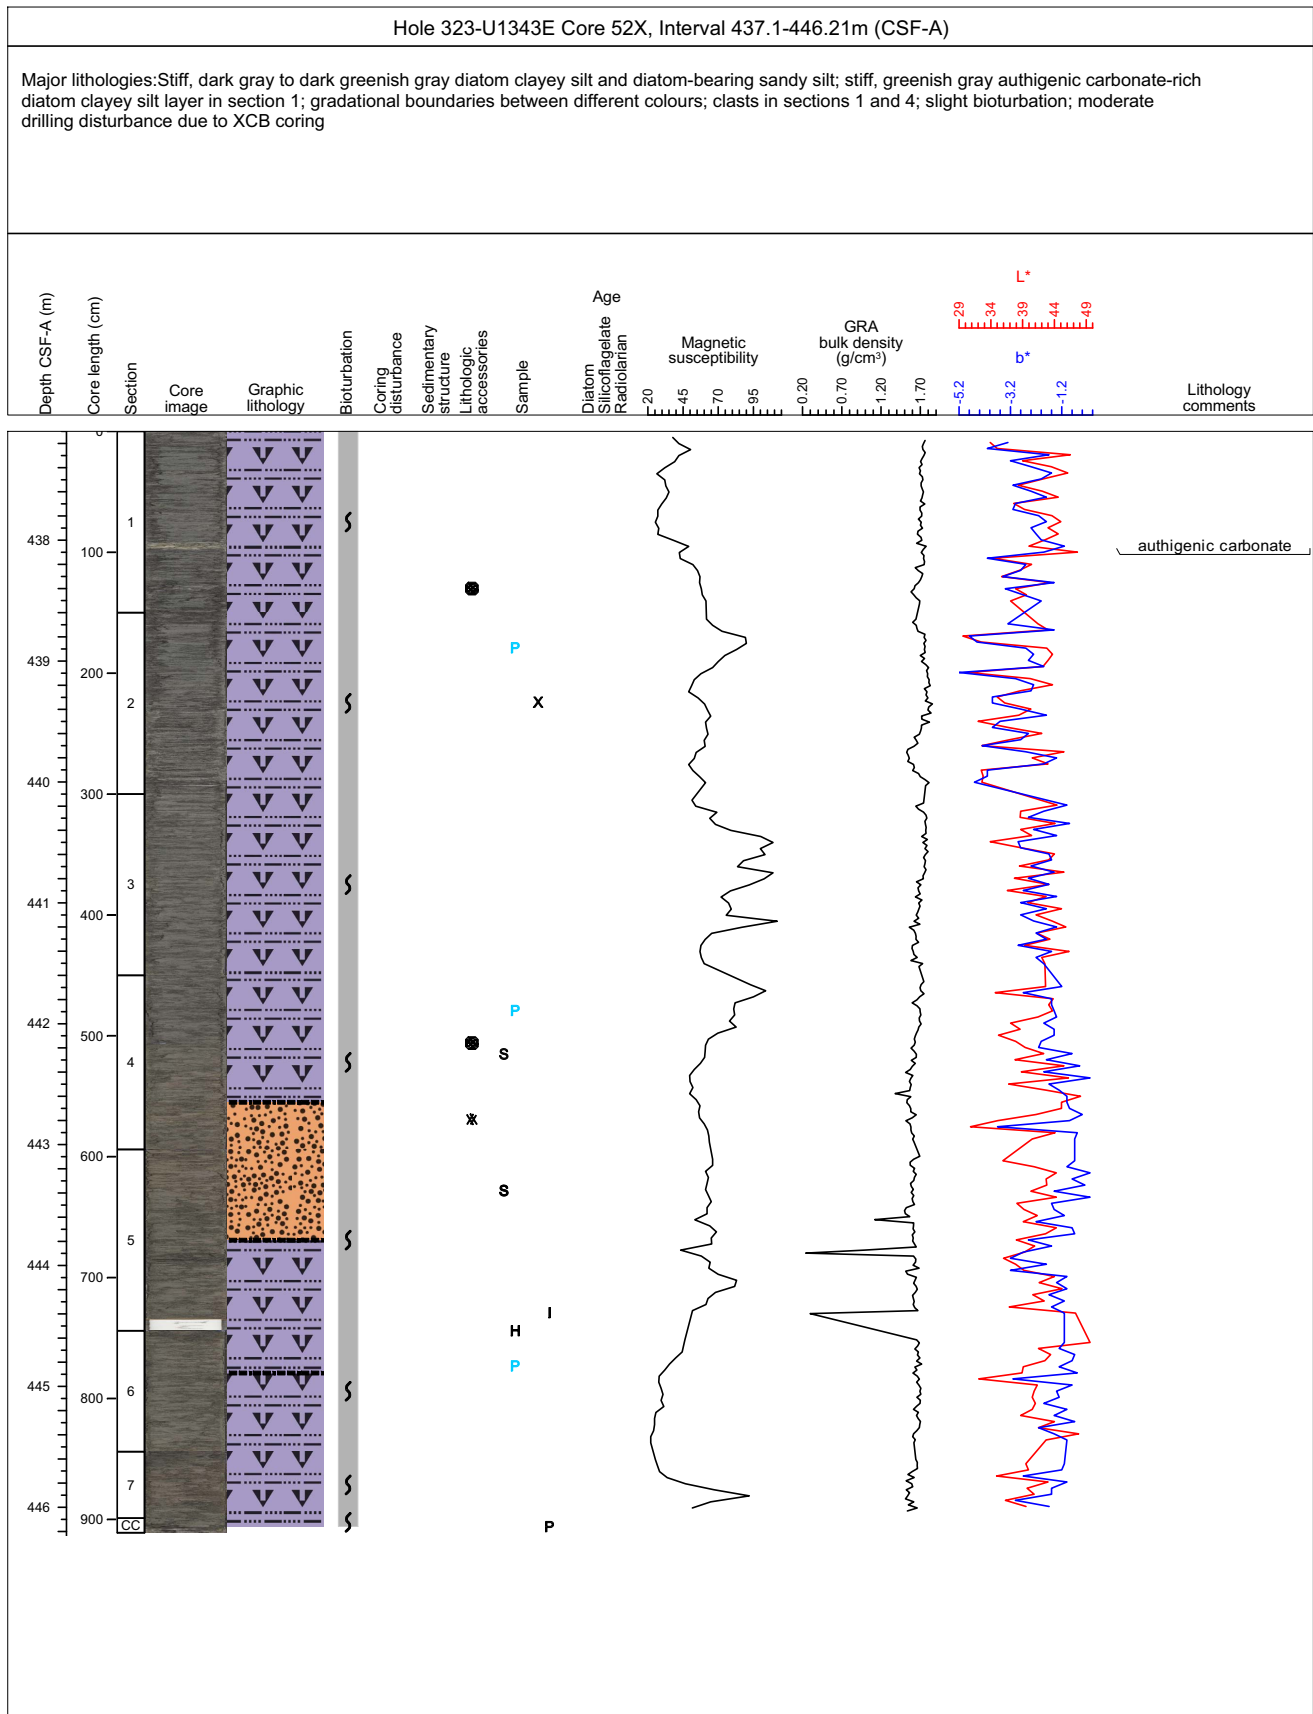 Hole 323-U1343E Core 52X, Interval 437.1-446.21m (CSF-A)
Major lithologies:Stiff, dark gray to dark greenish gray diatom clayey silt and diatom-bearing sandy silt; stiff, greenish gray authigenic carbonate-rich
diatom clayey silt layer in section 1; gradational boundaries between different colours; clasts in sections 1 and 4; slight bioturbation; moderate
drilling disturbance due to XCB coring
Depth CSF-A (m)
Core length (cm)
Section
Core
image
Graphic
lithology
Bioturbation
Coring
disturbance
Sedimentary
structure
Lithologic
accessories
Sample
Age
Diatom
Silicoflagelate
Radiolarian
Magnetic
susceptibility
20 45 70 95
GRA
bulk density
(g/cm³)
0.20 0.70 1.20 1.70
L*
29 34 39 44 49
b*
-5.2 -3.2 -1.2
Lithology
comments
0
1
438
100
authigenic carbonate
P
439
200
2
X
440
300
3
441
400
P
442
500
S
4
443
600
S
5
444
700
I
H
P
445
800
6
7
446
900
CC
P